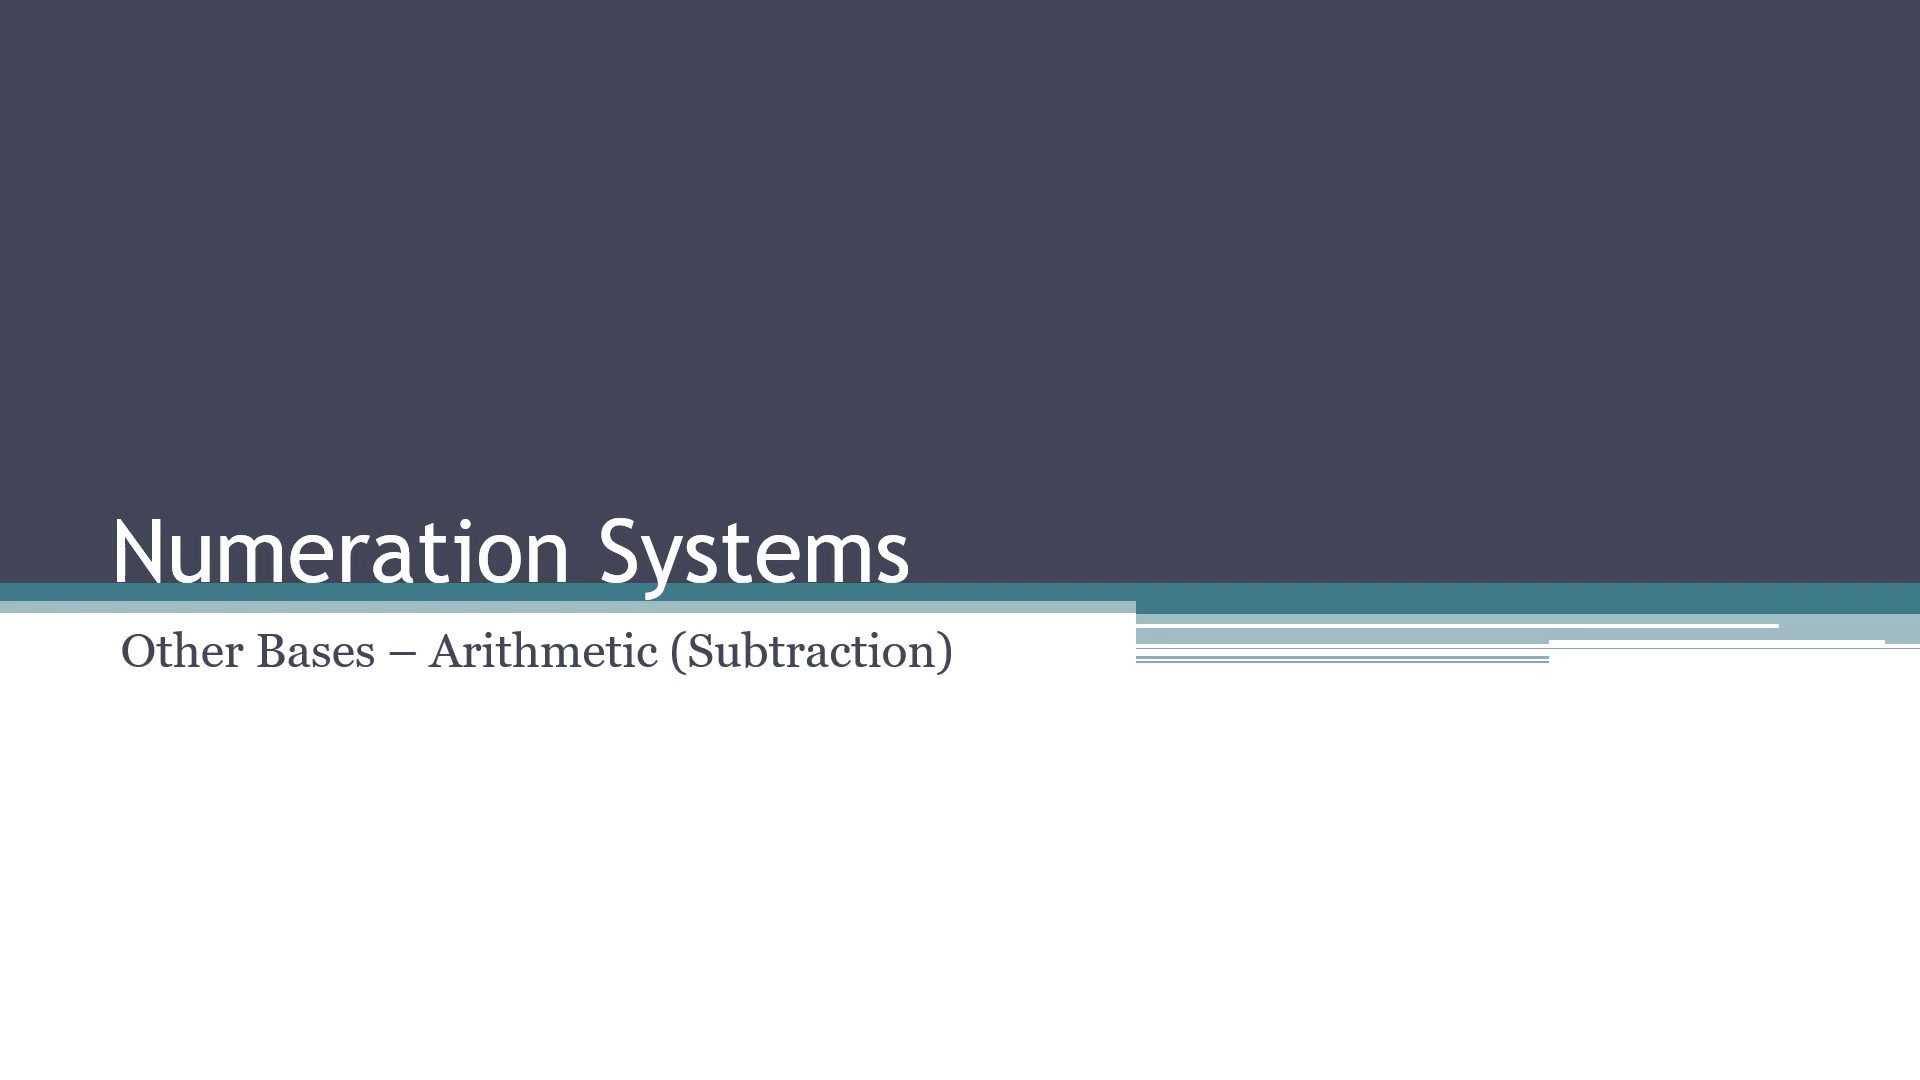 Numeration Systems
Other Bases – Arithmetic (Subtraction)